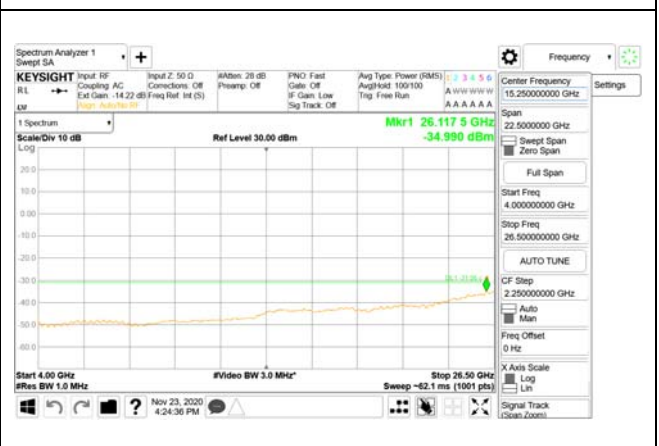 Spectrum Analyzer 1
Swept SA
Frequency
KEYSIGHT
RL
Input: RF
Coupling: AC
Ext Gain: -14.22 dB
Align: Auto/No RF
Input Z: 50 Ω
Corrections: Off
Freq Ref: Int (S)
#Atten: 28 dB
Preamp: Off
PNO: Fast
Gate: Off
IF Gain: Low
Sig Track: Off
Avg Type: Power (RMS)
Avg|Hold: 100/100
Trig: Free Run
1 2 3 4 5 6
A W W W W W
A A A A A A
Center Frequency
15.250000000 GHz
Settings
1 Spectrum
Scale/Div 10 dB
Ref Level 30.00 dBm
Mkr1 26.117 5 GHz
-34.990 dBm
Log
20.0
10.0
0.00
-10.0
-20.0
-30.0
-40.0
-50.0
-60.0
Span
22.5000000 GHz
Swept Span
Zero Span
Full Span
Start Freq
4.000000000 GHz
Stop Freq
26.500000000 GHz
AUTO TUNE
CF Step
2.250000000 GHz
Auto
Man
Freq Offset
0 Hz
X Axis Scale
Log
Lin
Signal Track
(Span Zoom)
Start 4.00 GHz
#Res BW 1.0 MHz
#Video BW 3.0 MHz*
Stop 26.50 GHz
Sweep ~62.1 ms (1001 pts)
Nov 23, 2020
4:24:36 PM